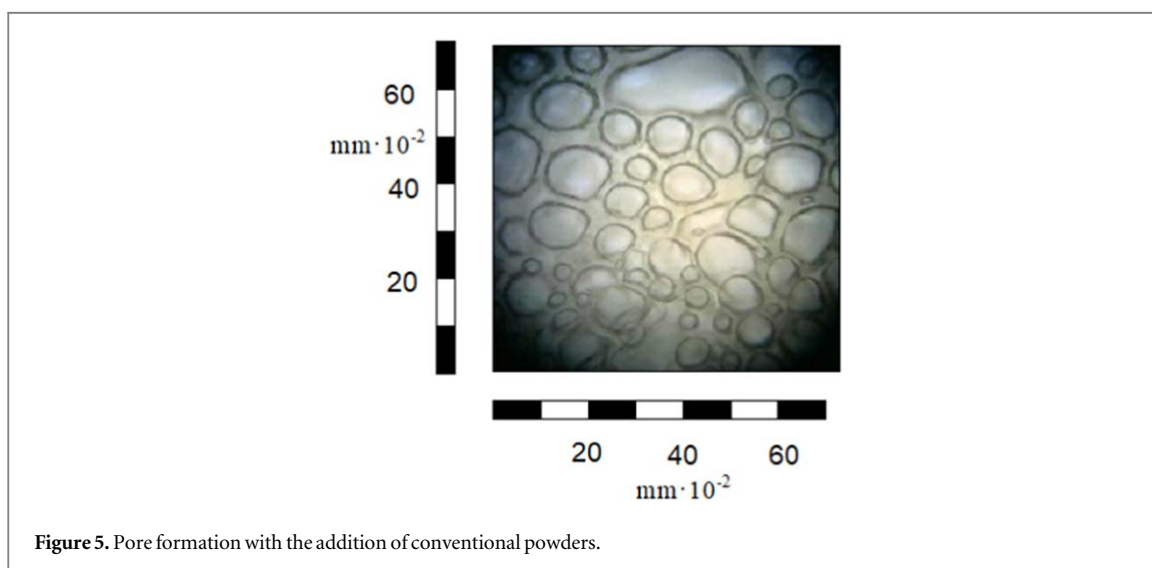 60
mm·10⁻²
40
20
20 40 60
mm·10⁻²
Figure 5. Pore formation with the addition of conventional powders.